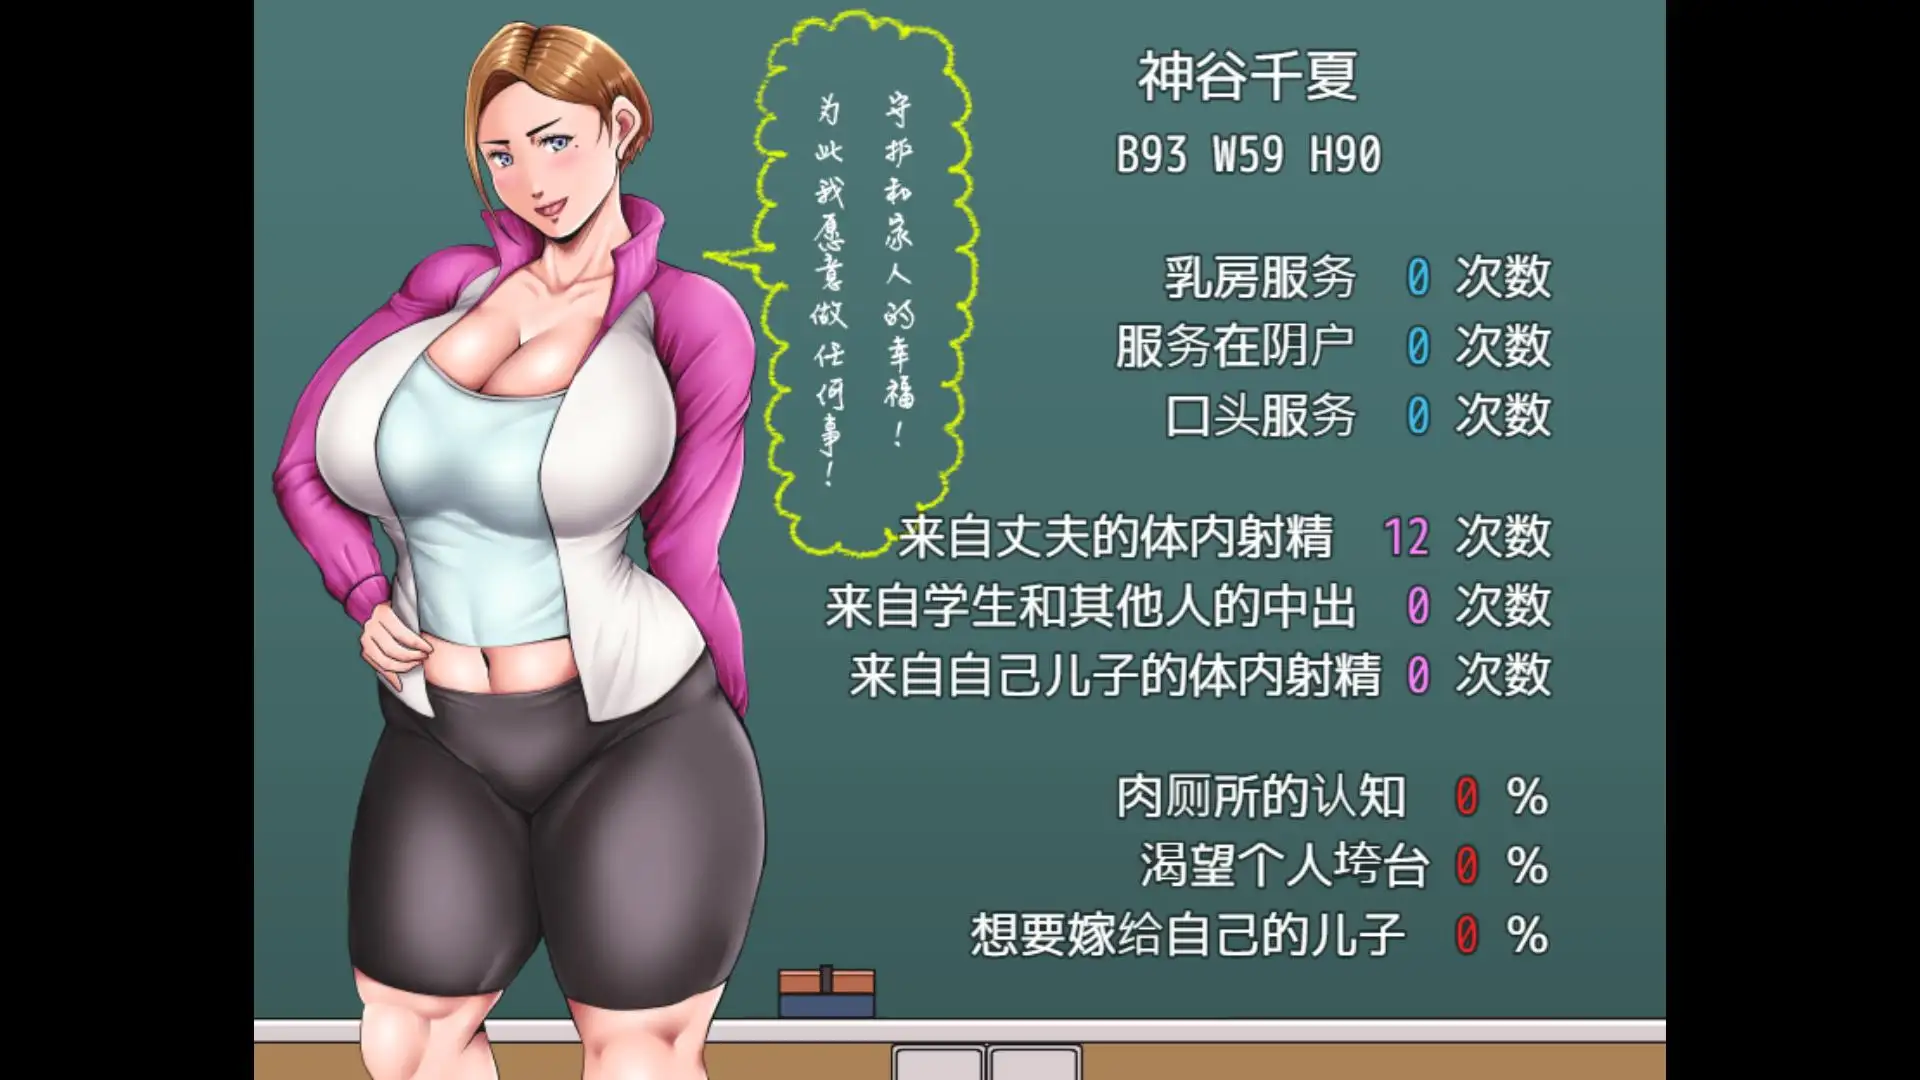 守护和家人的幸福！
为此我愿意做任何事！
神谷千夏
B93 W59 H90
乳房服务 0 次数
服务在阴户 0 次数
口头服务 0 次数
来自丈夫的体内射精 12 次数
来自学生和其他人的中出 0 次数
来自自己儿子的体内射精 0 次数
肉厕所的认知 0 %
渴望个人垮台 0 %
想要嫁给自己的儿子 0 %